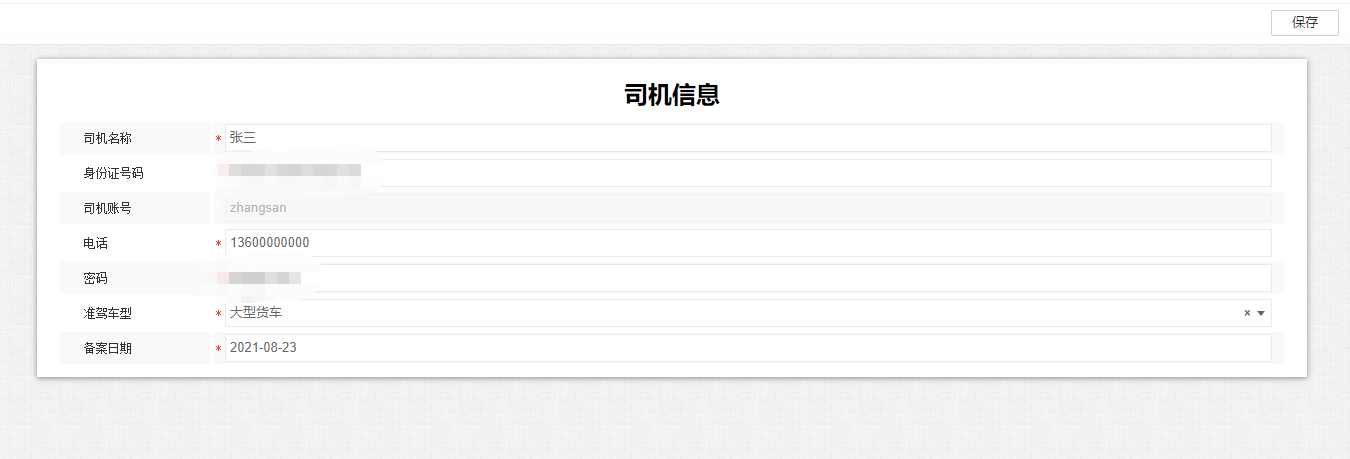 保存
司机信息
司机名称 * 张三
身份证号码
司机账号 zhangsan
电话 * 13600000000
密码
准驾车型 * 大型货车 ×
备案日期 * 2021-08-23